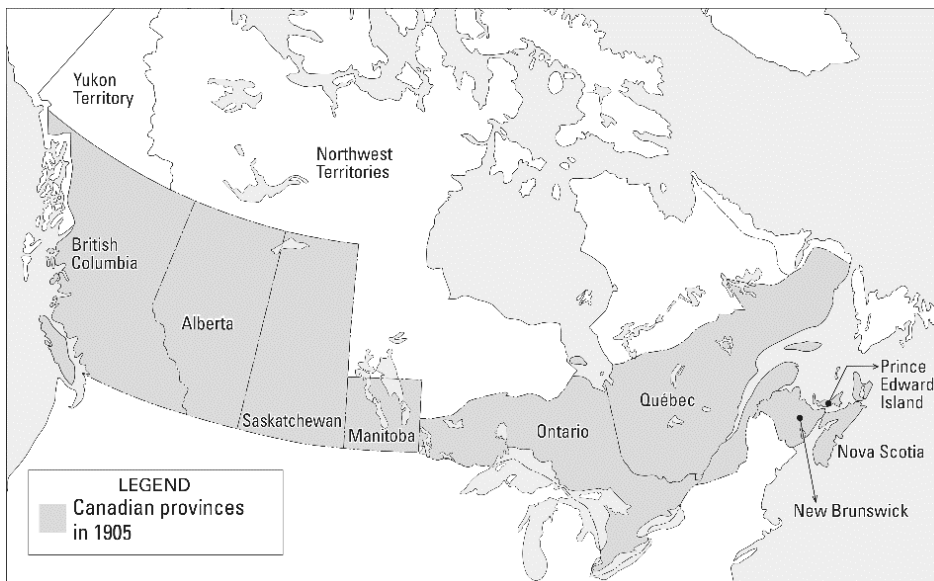 Yukon
Territory
Northwest
Territories
British
Columbia
Alberta
Saskatchewan
Manitoba
Ontario
Québec
Prince
Edward
Island
Nova Scotia
New Brunswick
LEGEND
Canadian provinces
in 1905